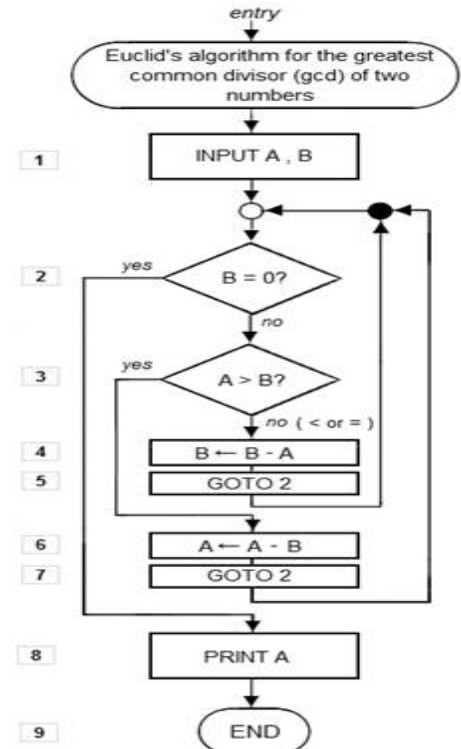 entry
Euclid's algorithm for the greatest
common divisor (gcd) of two
numbers
1
INPUT A , B
yes
2
B = 0?
no
yes
3
A > B?
no ( < or = )
4
B ← B - A
5
GOTO 2
6
A ← A - B
7
GOTO 2
8
PRINT A
9
END